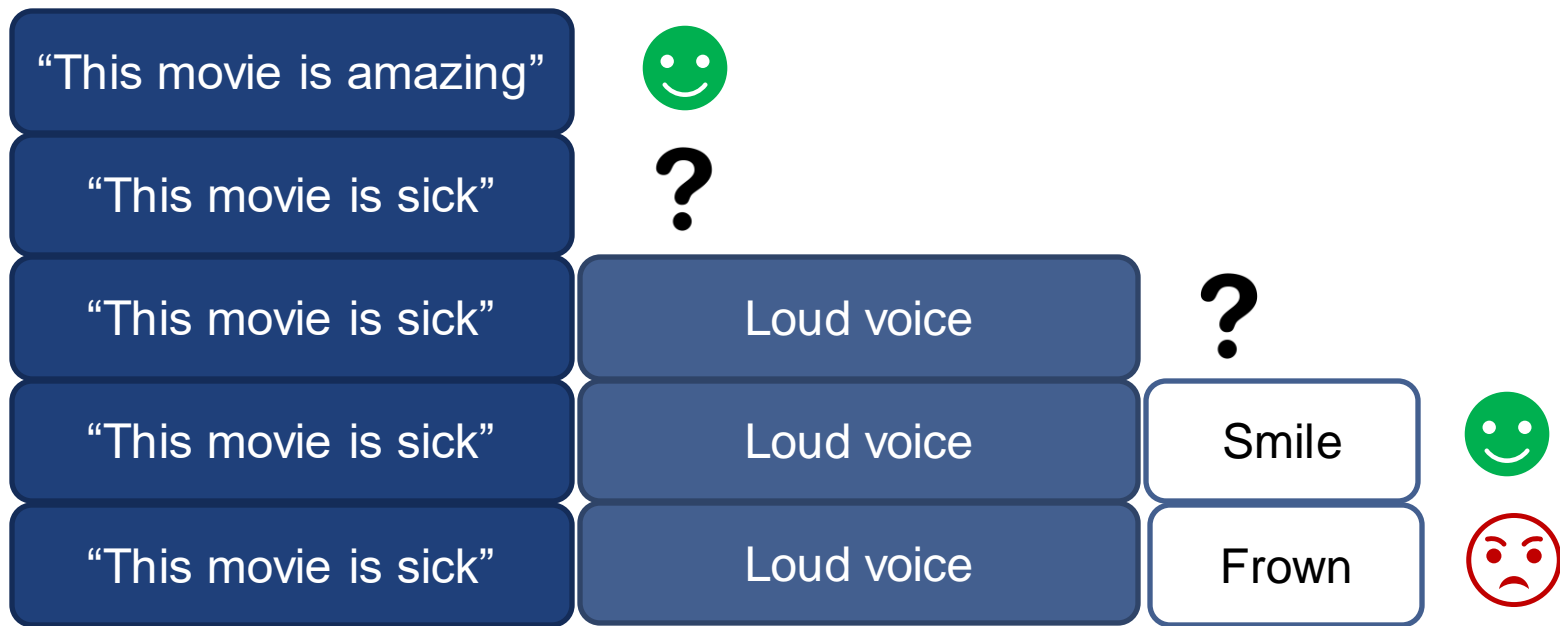 “This movie is amazing”
“This movie is sick”
?
“This movie is sick” Loud voice
?
“This movie is sick” Loud voice Smile
“This movie is sick” Loud voice Frown